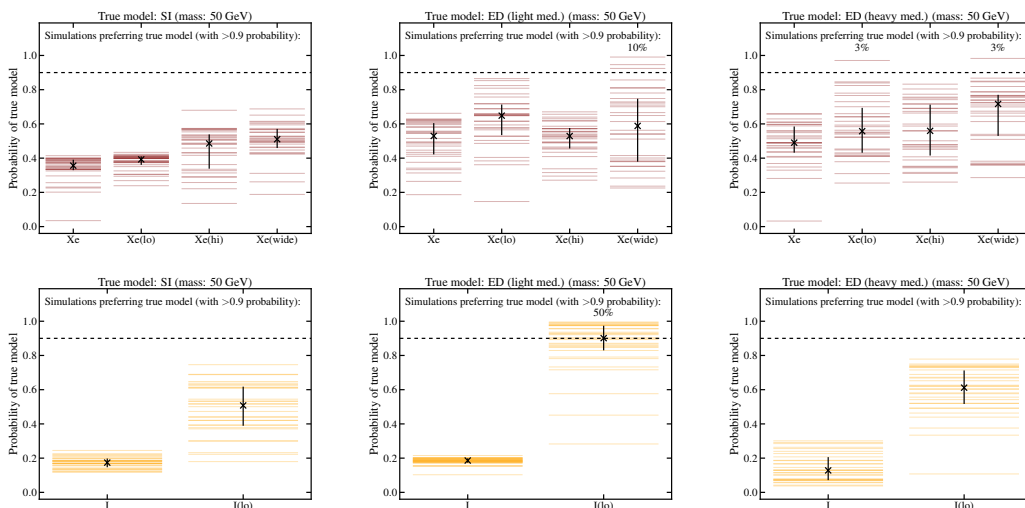 True model: SI (mass: 50 GeV)
Simulations preferring true model (with >0.9 probability):
Probability of true model
1.0
0.8
0.6
0.4
0.2
0.0
Xe
Xe(lo)
Xe(hi)
Xe(wide)
True model: ED (light med.) (mass: 50 GeV)
Simulations preferring true model (with >0.9 probability):
10%
Probability of true model
1.0
0.8
0.6
0.4
0.2
0.0
Xe
Xe(lo)
Xe(hi)
Xe(wide)
True model: ED (heavy med.) (mass: 50 GeV)
Simulations preferring true model (with >0.9 probability):
3%
3%
Probability of true model
1.0
0.8
0.6
0.4
0.2
0.0
Xe
Xe(lo)
Xe(hi)
Xe(wide)
True model: SI (mass: 50 GeV)
Simulations preferring true model (with >0.9 probability):
Probability of true model
1.0
0.8
0.6
0.4
0.2
0.0
I
I(lo)
True model: ED (light med.) (mass: 50 GeV)
Simulations preferring true model (with >0.9 probability):
50%
Probability of true model
1.0
0.8
0.6
0.4
0.2
0.0
I
I(lo)
True model: ED (heavy med.) (mass: 50 GeV)
Simulations preferring true model (with >0.9 probability):
Probability of true model
1.0
0.8
0.6
0.4
0.2
0.0
I
I(lo)